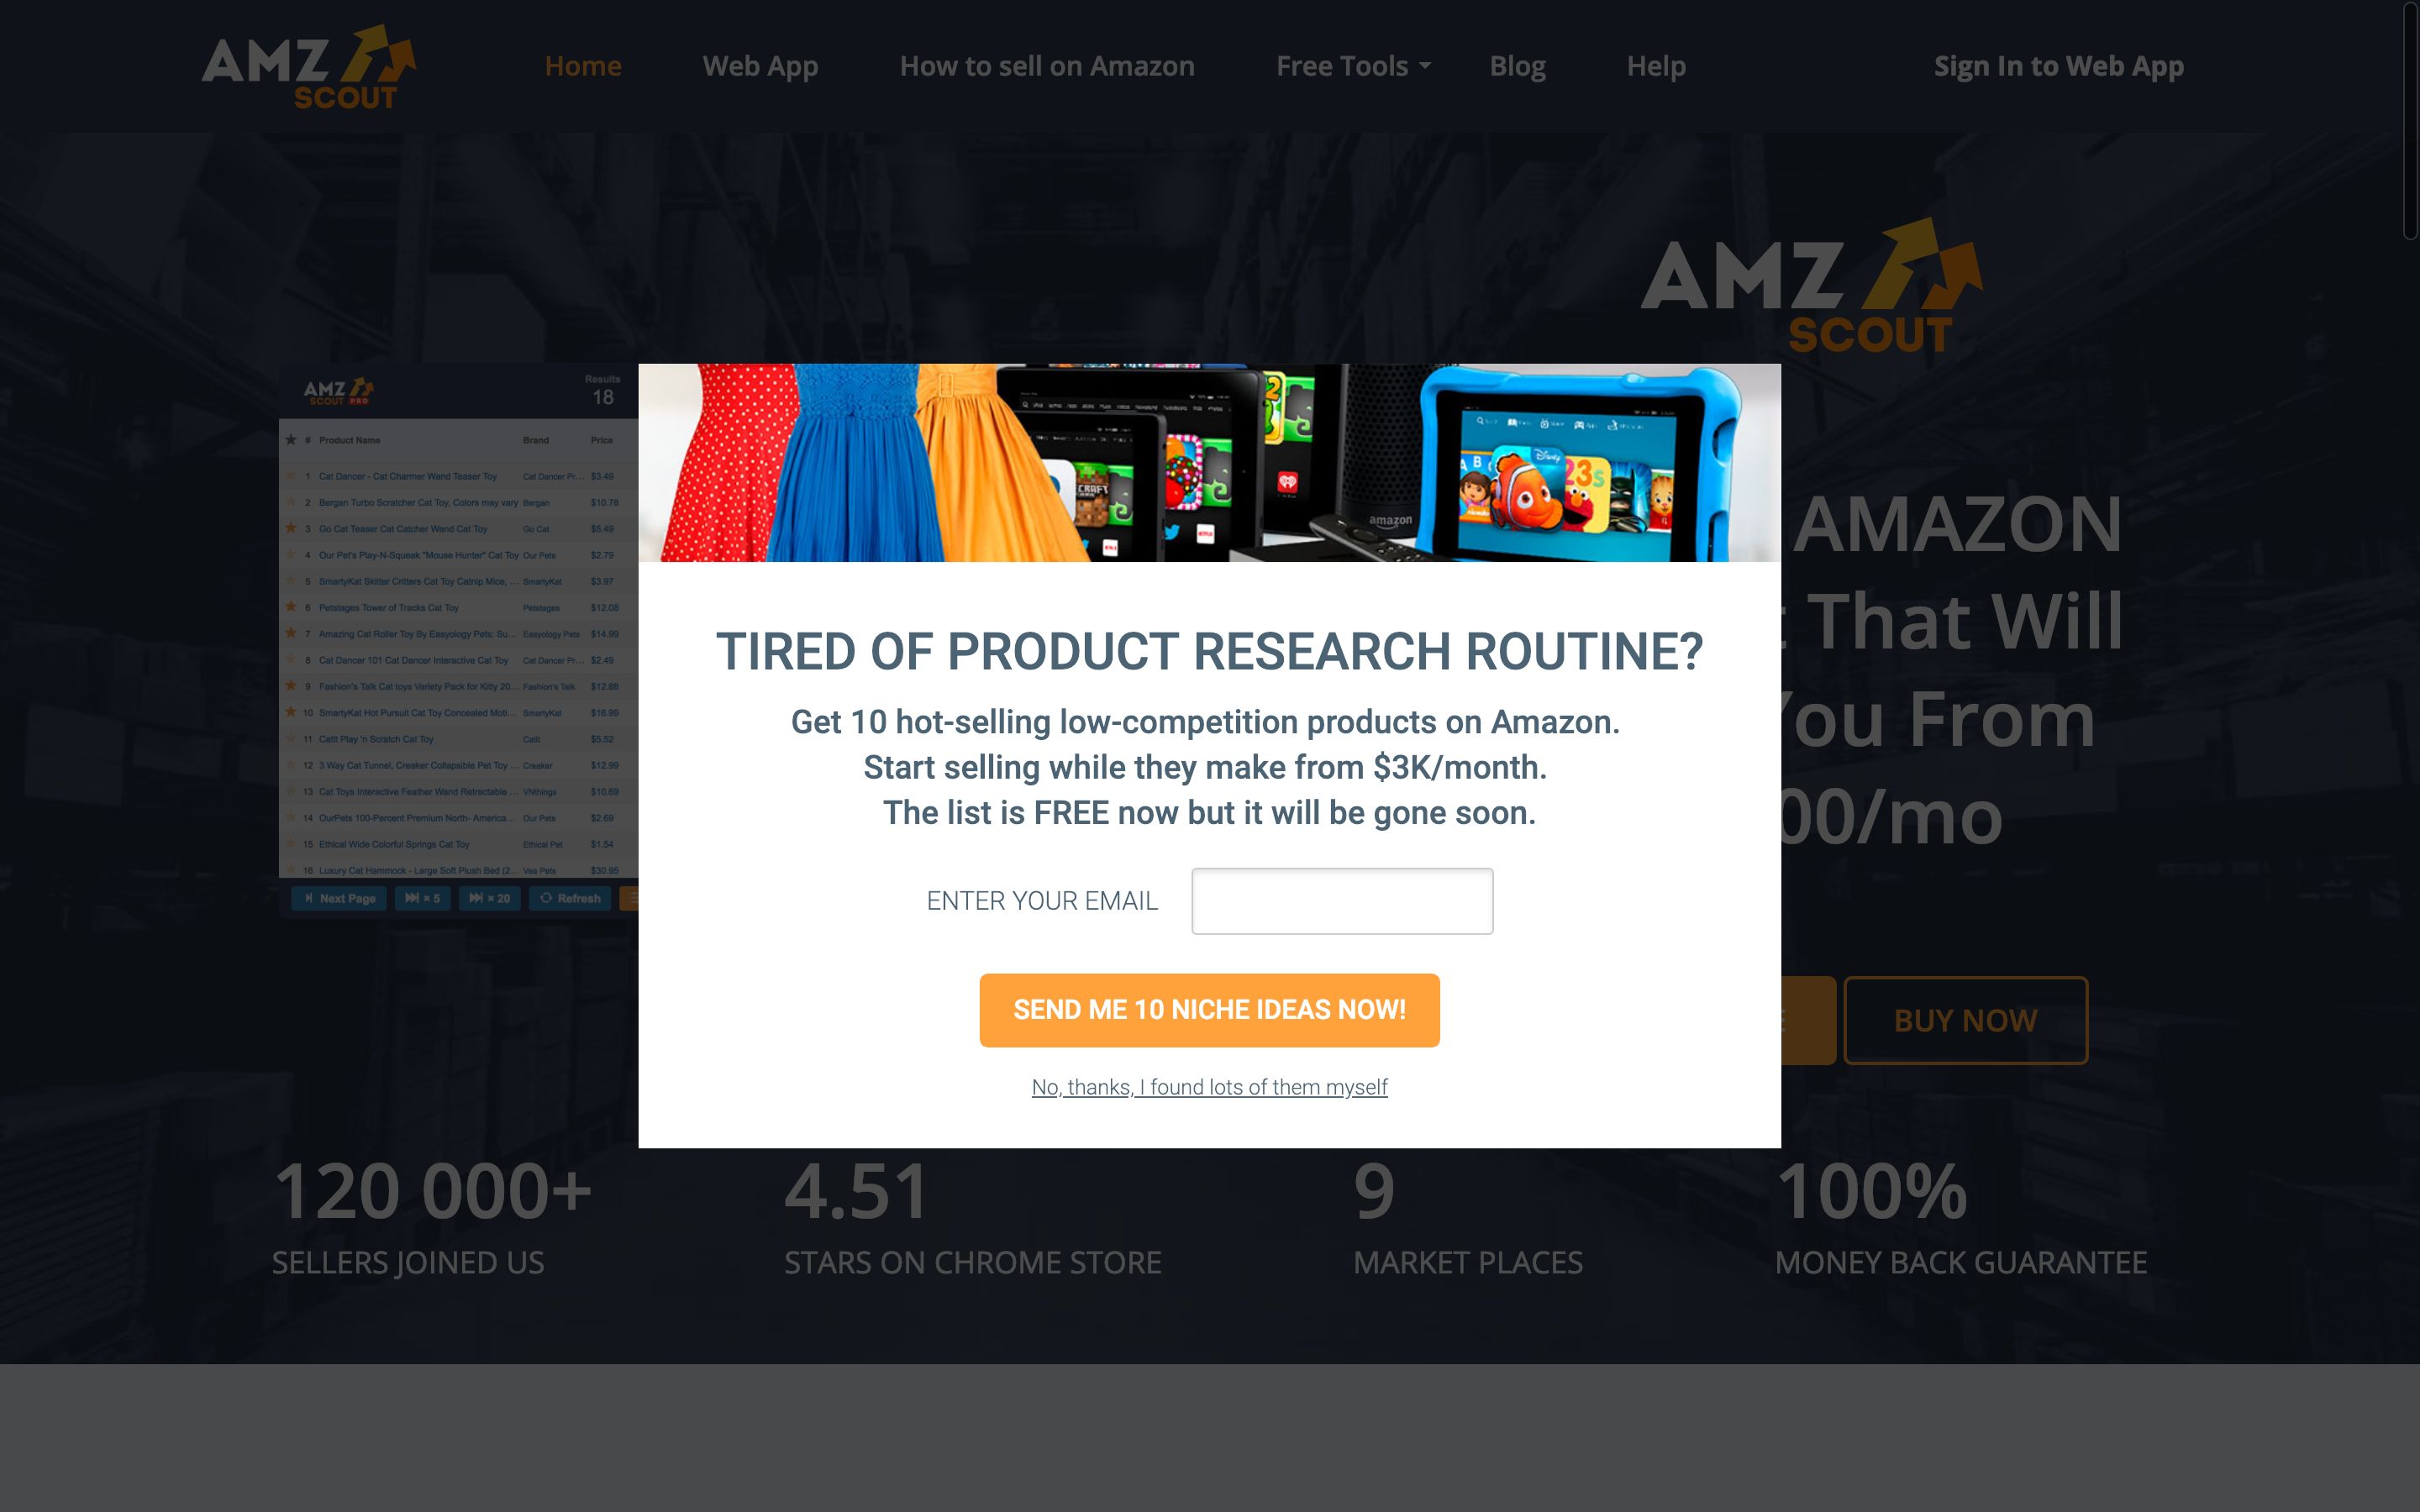 AMZ
SCOUT
Home
Web App
How to sell on Amazon
Free Tools
Blog
Help
Sign In to Web App
AMZ
SCOUT
AMZ
SCOUT PRO
Results
18
# Product Name Brand Price
1 Cat Dancer - Cat Charmer Wand Teaser Toy Cat Dancer Pr... $3.49
2 Bergan Turbo Scratcher Cat Toy, Colors may vary Bergan $10.78
3 Go Cat Teaser Cat Catcher Wand Cat Toy Go Cat $5.49
4 Our Pet's Play-N-Squeak "Mouse Hunter" Cat Toy Our Pets $2.79
5 SmartyKat Skitter Critters Cat Toy Catnip Mice, ... SmartyKat $3.97
6 Petstages Tower of Tracks Cat Toy Petstages $12.08
7 Amazing Cat Roller Toy By Easyology Pets: Su... Easyology Pets $14.99
8 Cat Dancer 101 Cat Dancer Interactive Cat Toy Cat Dancer Pr... $2.49
9 Fashion's Talk Cat toys Variety Pack for Kitty 20... Fashion's Talk $12.88
10 SmartyKat Hot Pursuit Cat Toy Concealed Moti... SmartyKat $16.99
11 Catit Play 'n Scratch Cat Toy Catit $5.52
12 3 Way Cat Tunnel, Creaker Collapsible Pet Toy ... Creaker $12.99
13 Cat Toys Interactive Feather Wand Retractable ... VNthings $10.69
14 OurPets 100-Percent Premium North- America... Our Pets $2.69
15 Ethical Wide Colorful Springs Cat Toy Ethical Pet $1.54
16 Luxury Cat Hammock - Large Soft Plush Bed (2... Vea Pets $30.95
Next Page
× 5
× 20
Refresh
amazon
Disney
123s
TIRED OF PRODUCT RESEARCH ROUTINE?
Get 10 hot-selling low-competition products on Amazon.
Start selling while they make from $3K/month.
The list is FREE now but it will be gone soon.
ENTER YOUR EMAIL
SEND ME 10 NICHE IDEAS NOW!
No, thanks, I found lots of them myself
AMAZON
That Will
You From
00/mo
BUY NOW
120 000+
SELLERS JOINED US
4.51
STARS ON CHROME STORE
9
MARKET PLACES
100%
MONEY BACK GUARANTEE